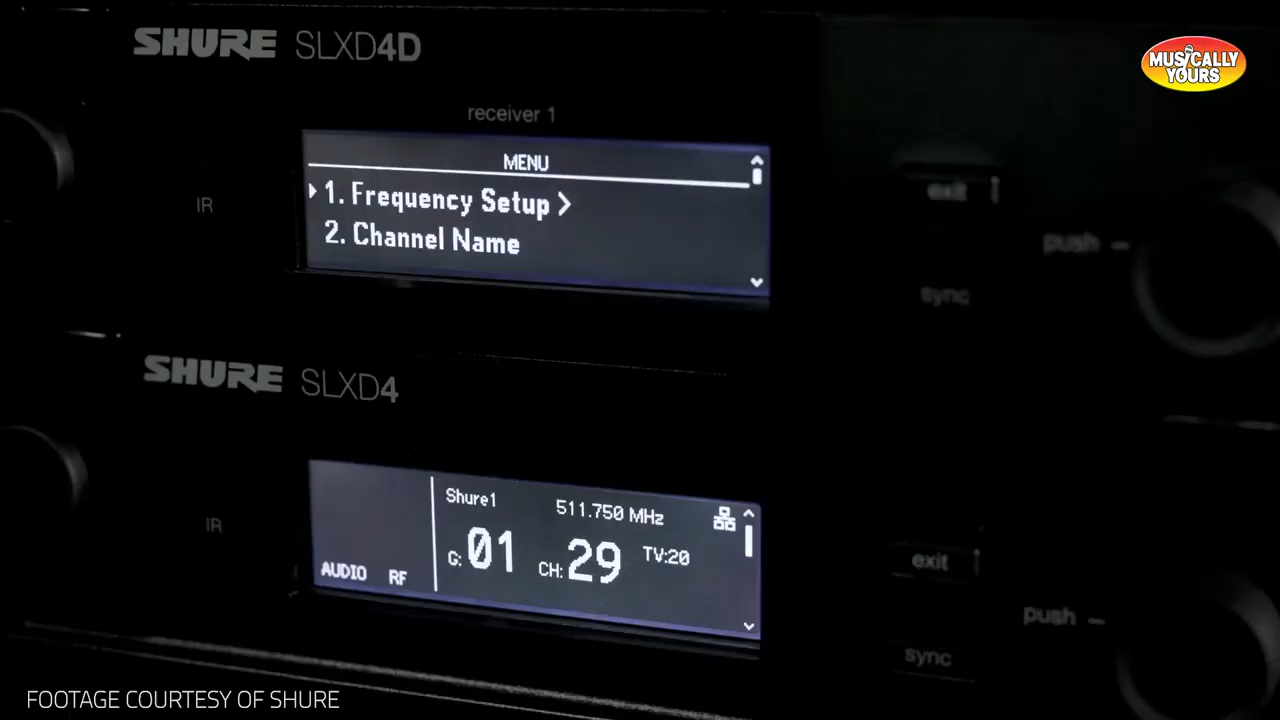 SHURE SLXD4D
MUSICALLY
YOURS
receiver 1
MENU
1. Frequency Setup >
2. Channel Name
IR
exit
push
sync
SHURE SLXD4
Shure1 511.750 MHz
G: 01 CH: 29 TV:20
AUDIO RF
IR
exit
push
sync
FOOTAGE COURTESY OF SHURE